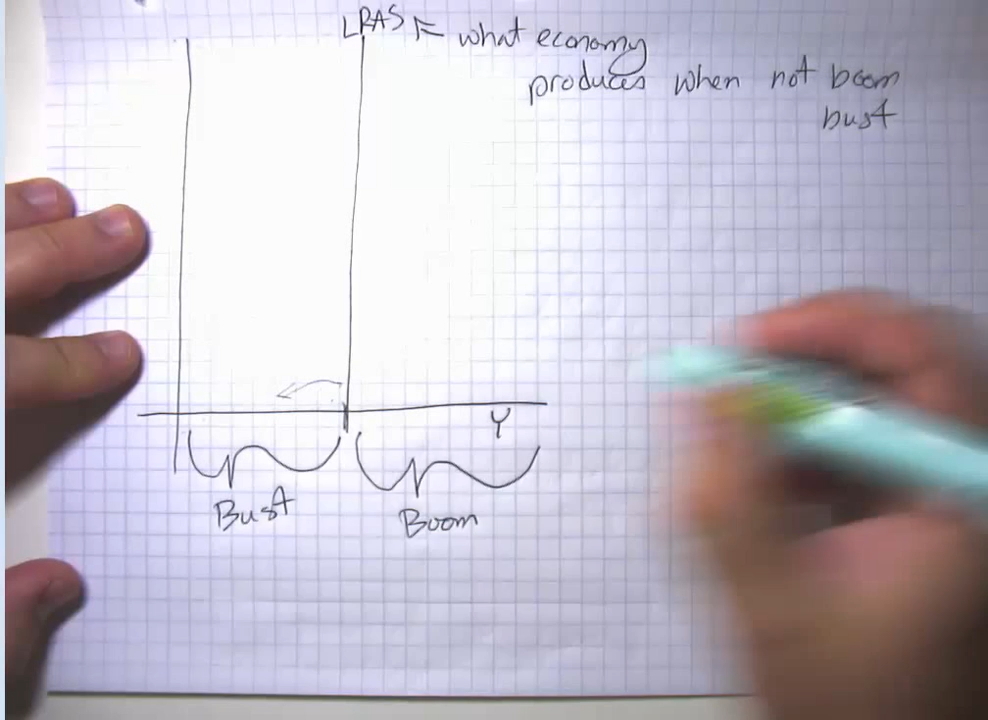 LRAS ← what economy
produces when not boom
bust
Y
Bust
Boom